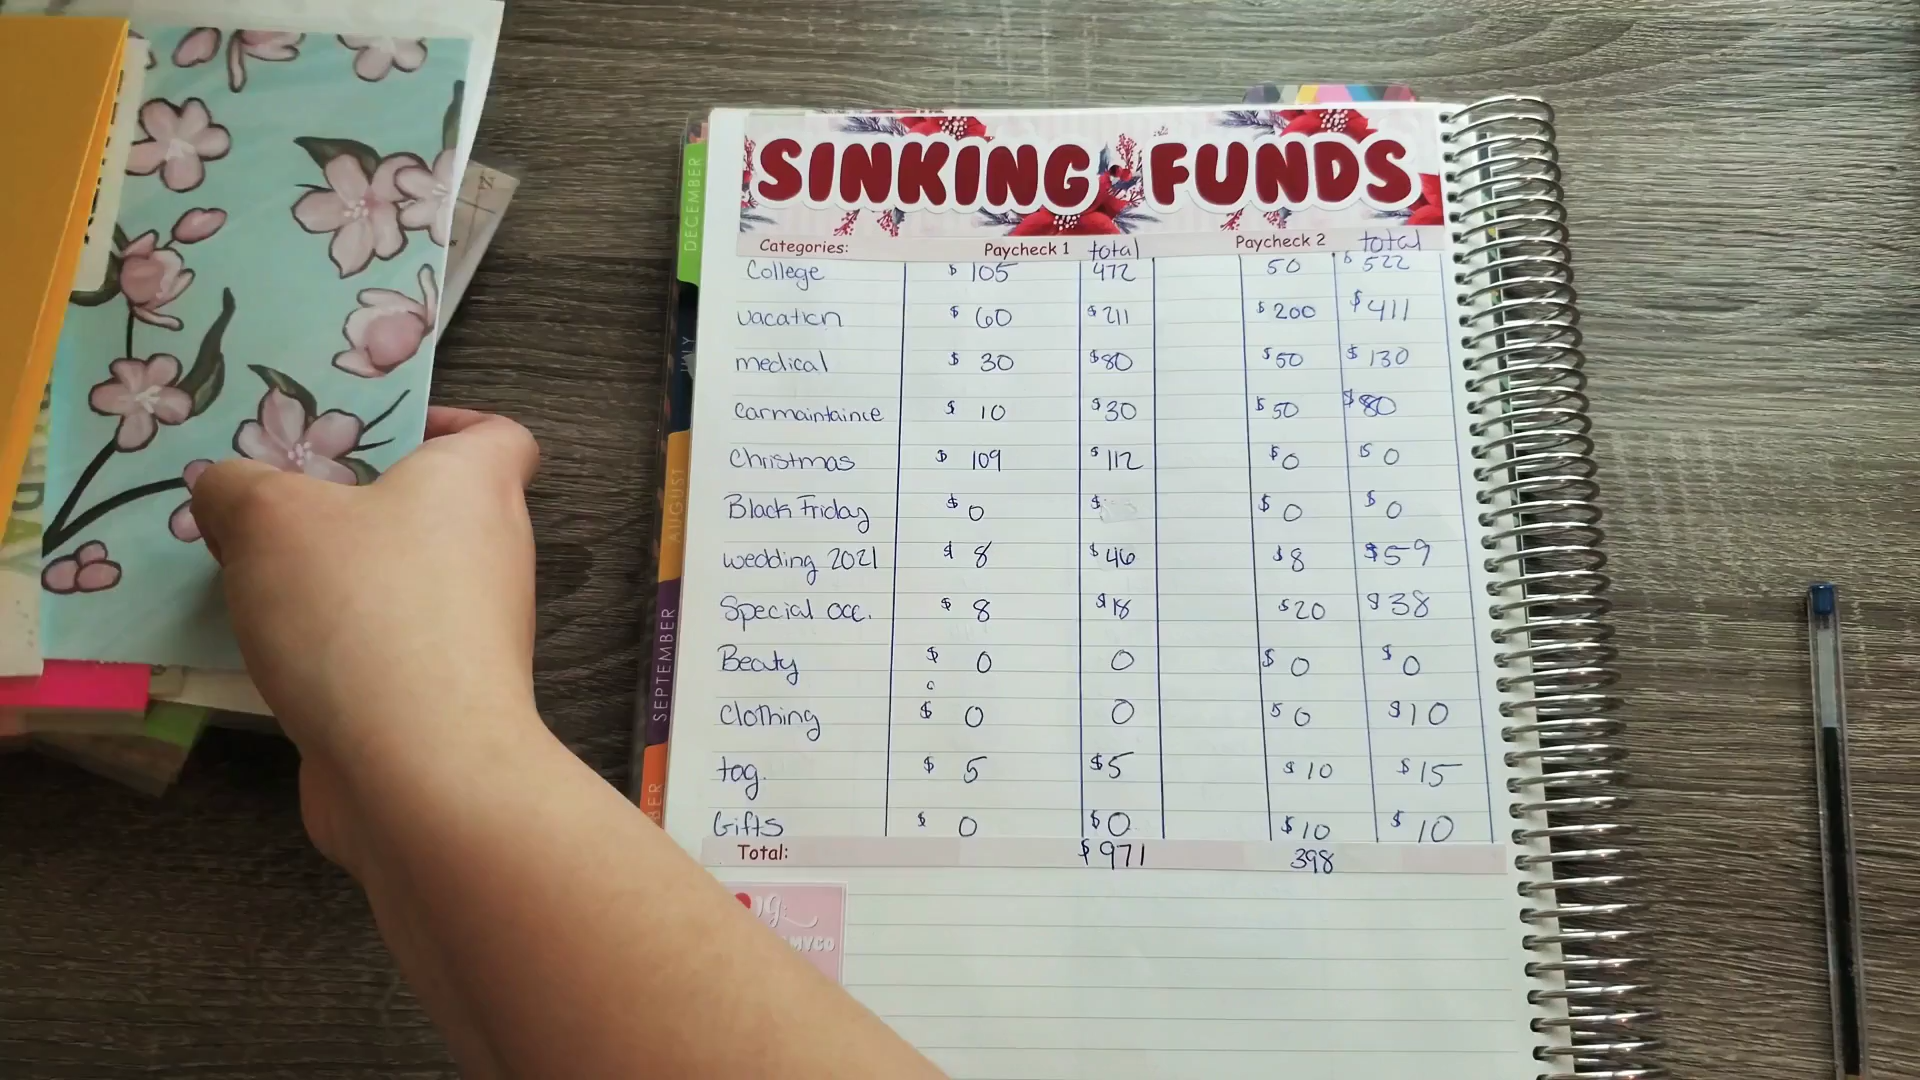 SINKING FUNDS
Categories: Paycheck 1 total Paycheck 2 total
College $ 105 472 50 $ 522
vacation $ 60 $ 211 $ 200 $ 411
medical $ 30 $80 $50 $ 130
carmaintaince $ 10 $30 $50 $80
Christmas $ 109 $ 112 $0 $0
Black Friday $ 0 $ $ 0 $ 0
wedding 2021 $ 8 $46 $8 $59
Special occ. $ 8 $18 $20 $38
Beauty $ 0 0 $ 0 $ 0
Clothing $ 0 0 $ 0 $10
tag. $ 5 $5 $10 $15
Gifts $ 0 $0 $10 $10
Total: $971 398
DECEMBER
AUGUST
SEPTEMBER